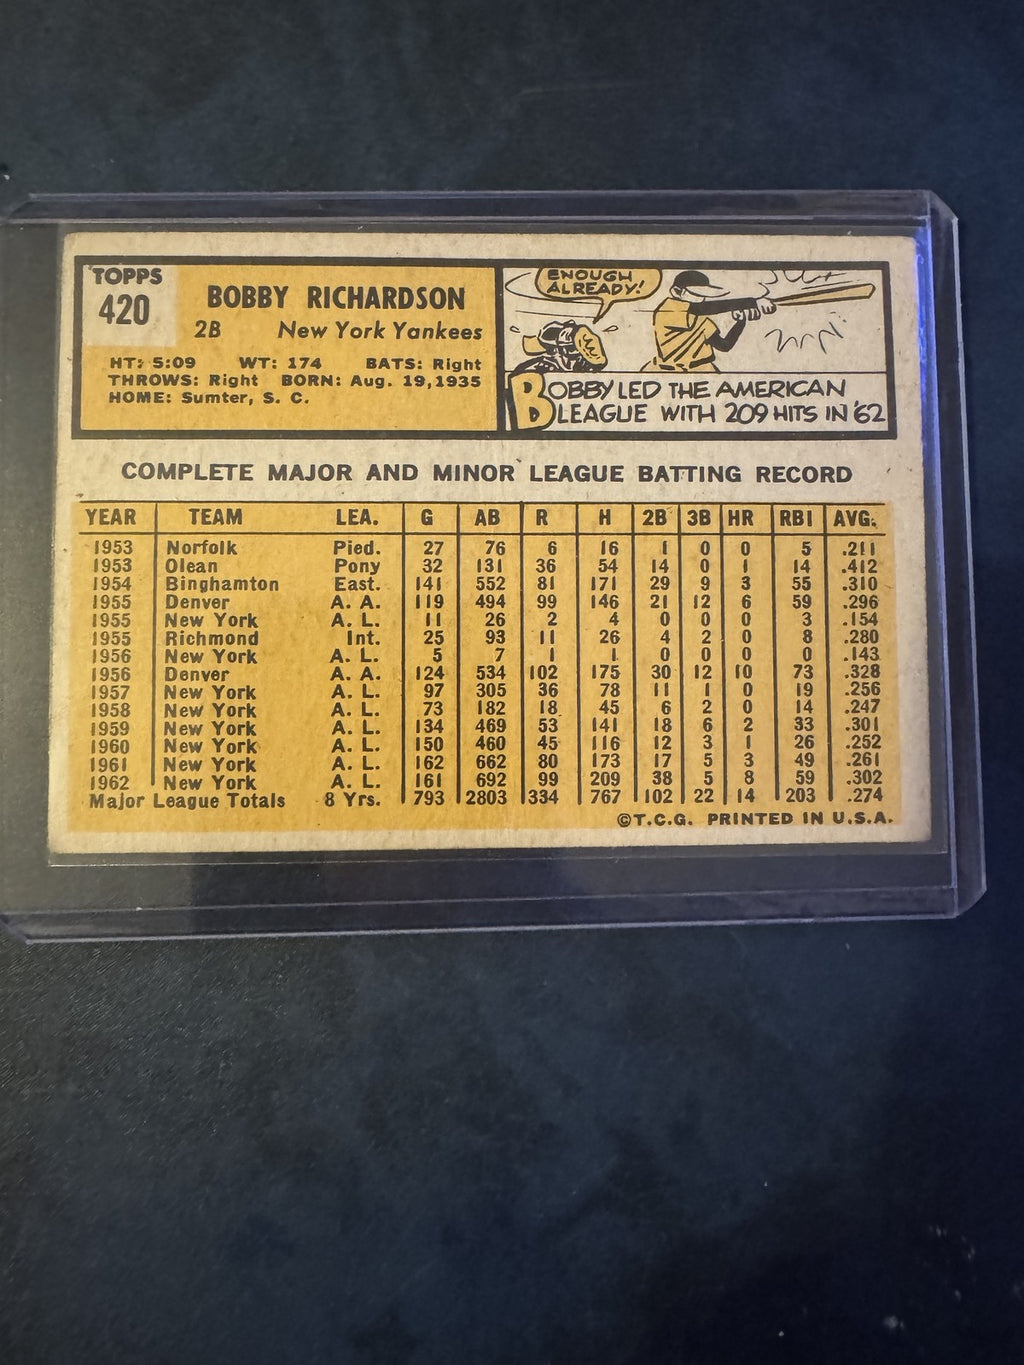 TOPPS
420
BOBBY RICHARDSON
2B New York Yankees
HT: 5:09 WT: 174 BATS: Right
THROWS: Right BORN: Aug. 19, 1935
HOME: Sumter, S. C.
ENOUGH
ALREADY!
BOBBY LED THE AMERICAN
LEAGUE WITH 209 HITS IN '62
COMPLETE MAJOR AND MINOR LEAGUE BATTING RECORD
YEAR TEAM LEA. G AB R H 2B 3B HR RBI AVG.
1953 Norfolk Pied. 27 76 6 16 1 0 0 5 .211
1953 Olean Pony 32 131 36 54 14 0 1 14 .412
1954 Binghamton East. 141 552 81 171 29 9 3 55 .310
1955 Denver A. A. 119 494 99 146 21 12 6 59 .296
1955 New York A. L. 11 26 2 4 0 0 0 3 .154
1955 Richmond Int. 25 93 11 26 4 2 0 8 .280
1956 New York A. L. 5 7 1 1 0 0 0 0 .143
1956 Denver A. A. 124 534 102 175 30 12 10 73 .328
1957 New York A. L. 97 305 36 78 11 1 0 19 .256
1958 New York A. L. 73 182 18 45 6 2 0 14 .247
1959 New York A. L. 134 469 53 141 18 6 2 33 .301
1960 New York A. L. 150 460 45 116 12 3 1 26 .252
1961 New York A. L. 162 662 80 173 17 5 3 49 .261
1962 New York A. L. 161 692 99 209 38 5 8 59 .302
Major League Totals 8 Yrs. 793 2803 334 767 102 22 14 203 .274
©T.C.G. PRINTED IN U.S.A.